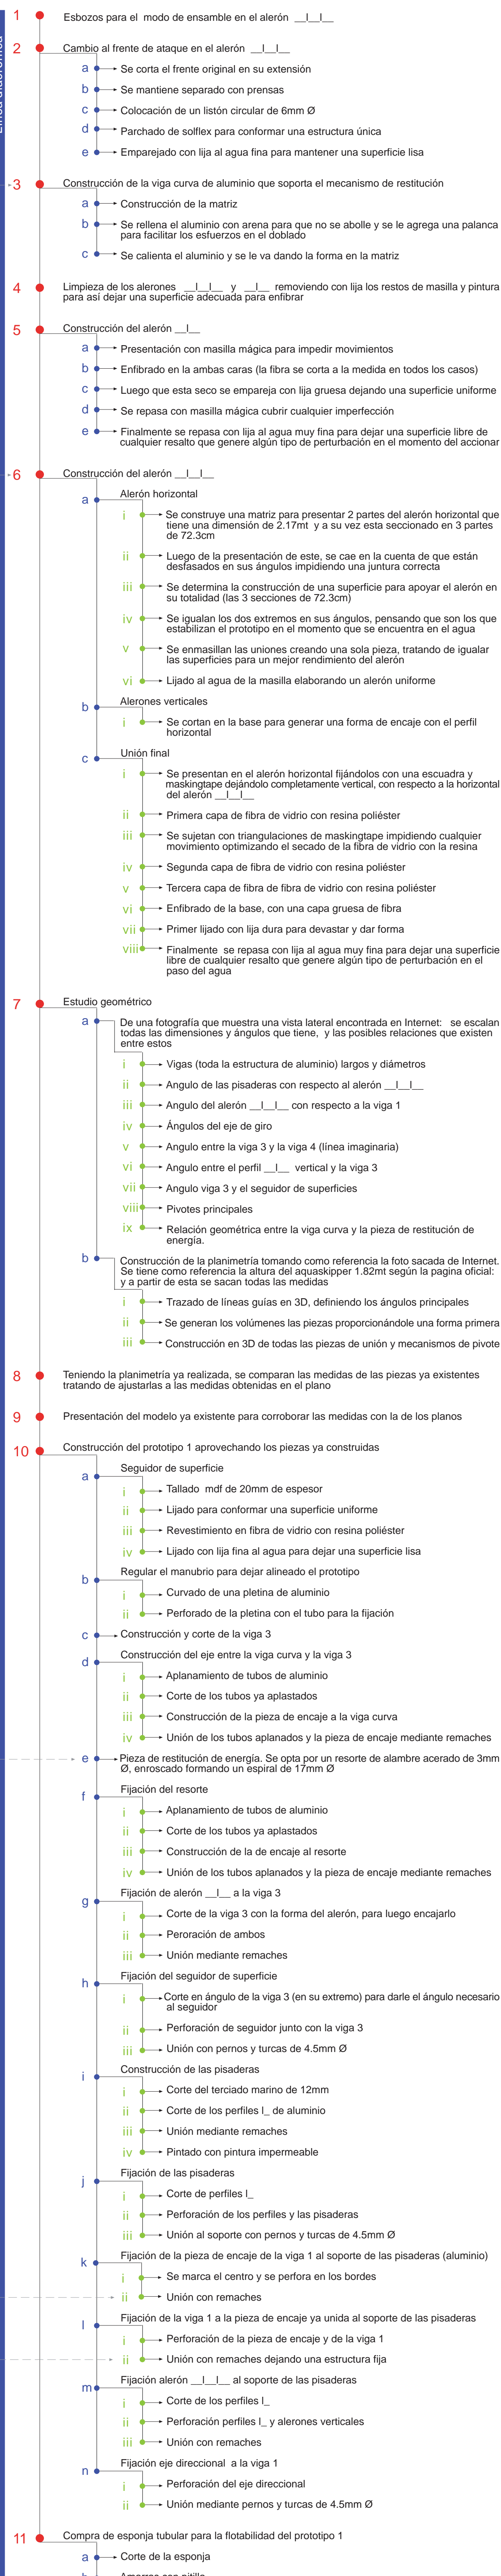 1 Esbozos para el modo de ensamble en el alerón __l__l__
2 Cambio al frente de ataque en el alerón __l__l__
a Se corta el frente original en su extensión
b Se mantiene separado con prensas
c Colocación de un listón circular de 6mm Ø
d Parchado de solflex para conformar una estructura única
e Emparejado con lija al agua fina para mantener una superficie lisa
3 Construcción de la viga curva de aluminio que soporta el mecanismo de restitución
a Construcción de la matriz
b Se rellena el aluminio con arena para que no se abolle y se le agrega una palanca
para facilitar los esfuerzos en el doblado
c Se calienta el aluminio y se le va dando la forma en la matriz
4 Limpieza de los alerones __l__l__ y __l__ removiendo con lija los restos de masilla y pintura
para así dejar una superficie adecuada para enfibrar
5 Construcción del alerón __l__
a Presentación con masilla mágica para impedir movimientos
b Enfibrado en la ambas caras (la fibra se corta a la medida en todos los casos)
c Luego que esta seco se empareja con lija gruesa dejando una superficie uniforme
d Se repasa con masilla mágica cubrir cualquier imperfección
e Finalmente se repasa con lija al agua muy fina para dejar una superficie libre de
cualquier resalto que genere algún tipo de perturbación en el momento del accionar
6 Construcción del alerón __l__l__
a Alerón horizontal
i Se construye una matriz para presentar 2 partes del alerón horizontal que
tiene una dimensión de 2.17mt y a su vez esta seccionado en 3 partes
de 72.3cm
ii Luego de la presentación de este, se cae en la cuenta de que están
desfasados en sus ángulos impidiendo una juntura correcta
iii Se determina la construcción de una superficie para apoyar el alerón en
su totalidad (las 3 secciones de 72.3cm)
iv Se igualan los dos extremos en sus ángulos, pensando que son los que
estabilizan el prototipo en el momento que se encuentra en el agua
v Se enmasillan las uniones creando una sola pieza, tratando de igualar
las superficies para un mejor rendimiento del alerón
vi Lijado al agua de la masilla elaborando un alerón uniforme
b Alerones verticales
i Se cortan en la base para generar una forma de encaje con el perfil
horizontal
c Unión final
i Se presentan en el alerón horizontal fijándolos con una escuadra y
maskingtape dejándolo completamente vertical, con respecto a la horizontal
del alerón __l__l__
ii Primera capa de fibra de vidrio con resina poliéster
iii Se sujetan con triangulaciones de maskingtape impidiendo cualquier
movimiento optimizando el secado de la fibra de vidrio con la resina
iv Segunda capa de fibra de vidrio con resina poliéster
v Tercera capa de fibra de fibra de vidrio con resina poliéster
vi Enfibrado de la base, con una capa gruesa de fibra
vii Primer lijado con lija dura para devastar y dar forma
viii Finalmente se repasa con lija al agua muy fina para dejar una superficie
libre de cualquier resalto que genere algún tipo de perturbación en el
paso del agua
7 Estudio geométrico
a De una fotografía que muestra una vista lateral encontrada en Internet: se escalan
todas las dimensiones y ángulos que tiene, y las posibles relaciones que existen
entre estos
i Vigas (toda la estructura de aluminio) largos y diámetros
ii Angulo de las pisaderas con respecto al alerón __l__l__
iii Angulo del alerón __l__l__ con respecto a la viga 1
iv Ángulos del eje de giro
v Angulo entre la viga 3 y la viga 4 (línea imaginaria)
vi Angulo entre el perfil __l__ vertical y la viga 3
vii Angulo viga 3 y el seguidor de superficies
viii Pivotes principales
ix Relación geométrica entre la viga curva y la pieza de restitución de
energía.
b Construcción de la planimetría tomando como referencia la foto sacada de Internet.
Se tiene como referencia la altura del aquaskipper 1.82mt según la pagina oficial:
y a partir de esta se sacan todas las medidas
i Trazado de líneas guías en 3D, definiendo los ángulos principales
ii Se generan los volúmenes las piezas proporcionándole una forma primera
iii Construcción en 3D de todas las piezas de unión y mecanismos de pivote
8 Teniendo la planimetría ya realizada, se comparan las medidas de las piezas ya existentes
tratando de ajustarlas a las medidas obtenidas en el plano
9 Presentación del modelo ya existente para corroborar las medidas con la de los planos
10 Construcción del prototipo 1 aprovechando los piezas ya construidas
a Seguidor de superficie
i Tallado mdf de 20mm de espesor
ii Lijado para conformar una superficie uniforme
iii Revestimiento en fibra de vidrio con resina poliéster
iv Lijado con lija fina al agua para dejar una superficie lisa
b Regular el manubrio para dejar alineado el prototipo
i Curvado de una pletina de aluminio
ii Perforado de la pletina con el tubo para la fijación
c Construcción y corte de la viga 3
d Construcción del eje entre la viga curva y la viga 3
i Aplanamiento de tubos de aluminio
ii Corte de los tubos ya aplastados
iii Construcción de la pieza de encaje a la viga curva
iv Unión de los tubos aplanados y la pieza de encaje mediante remaches
e Pieza de restitución de energía. Se opta por un resorte de alambre acerado de 3mm
Ø, enroscado formando un espiral de 17mm Ø
f Fijación del resorte
i Aplanamiento de tubos de aluminio
ii Corte de los tubos ya aplastados
iii Construcción de la de encaje al resorte
iv Unión de los tubos aplanados y la pieza de encaje mediante remaches
g Fijación de alerón __l__ a la viga 3
i Corte de la viga 3 con la forma del alerón, para luego encajarlo
ii Peroración de ambos
iii Unión mediante remaches
h Fijación del seguidor de superficie
i Corte en ángulo de la viga 3 (en su extremo) para darle el ángulo necesario
al seguidor
ii Perforación de seguidor junto con la viga 3
iii Unión con pernos y turcas de 4.5mm Ø
i Construcción de las pisaderas
i Corte del terciado marino de 12mm
ii Corte de los perfiles l_ de aluminio
iii Unión mediante remaches
iv Pintado con pintura impermeable
j Fijación de las pisaderas
i Corte de perfiles l_
ii Perforación de los perfiles y las pisaderas
iii Unión al soporte con pernos y turcas de 4.5mm Ø
k Fijación de la pieza de encaje de la viga 1 al soporte de las pisaderas (aluminio)
i Se marca el centro y se perfora en los bordes
ii Unión con remaches
l Fijación de la viga 1 a la pieza de encaje ya unida al soporte de las pisaderas
i Perforación de la pieza de encaje y de la viga 1
ii Unión con remaches dejando una estructura fija
m Fijación alerón __l__l__ al soporte de las pisaderas
i Corte de los perfiles l_
ii Perforación perfiles l_ y alerones verticales
iii Unión con remaches
n Fijación eje direccional a la viga 1
i Perforación del eje direccional
ii Unión mediante pernos y turcas de 4.5mm Ø
11 Compra de esponja tubular para la flotabilidad del prototipo 1
a Corte de la esponja